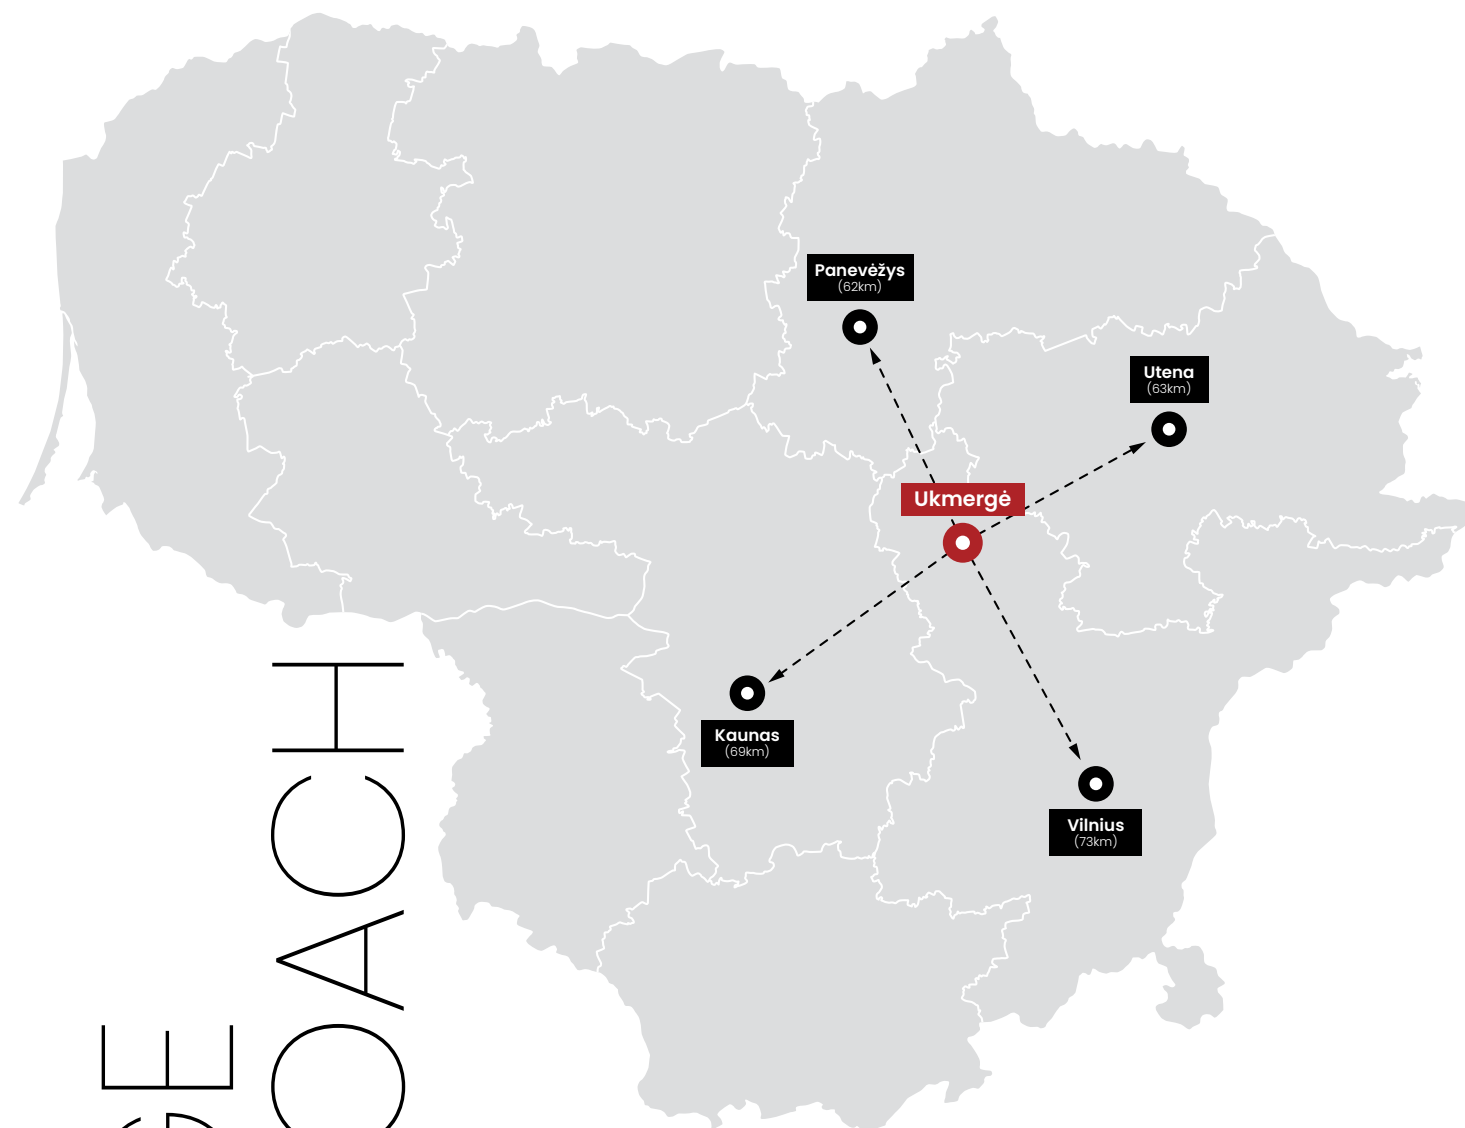 Panevėžys
(62km)
Utena
(63km)
Ukmergė
Kaunas
(69km)
Vilnius
(73km)